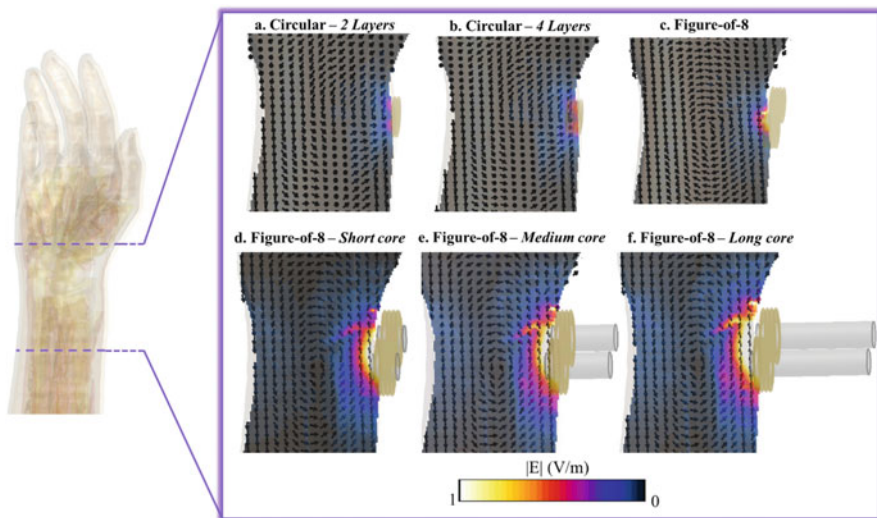 a. Circular – 2 Layers
b. Circular – 4 Layers
c. Figure-of-8
d. Figure-of-8 – Short core
e. Figure-of-8 – Medium core
f. Figure-of-8 – Long core
|E| (V/m)
1
0